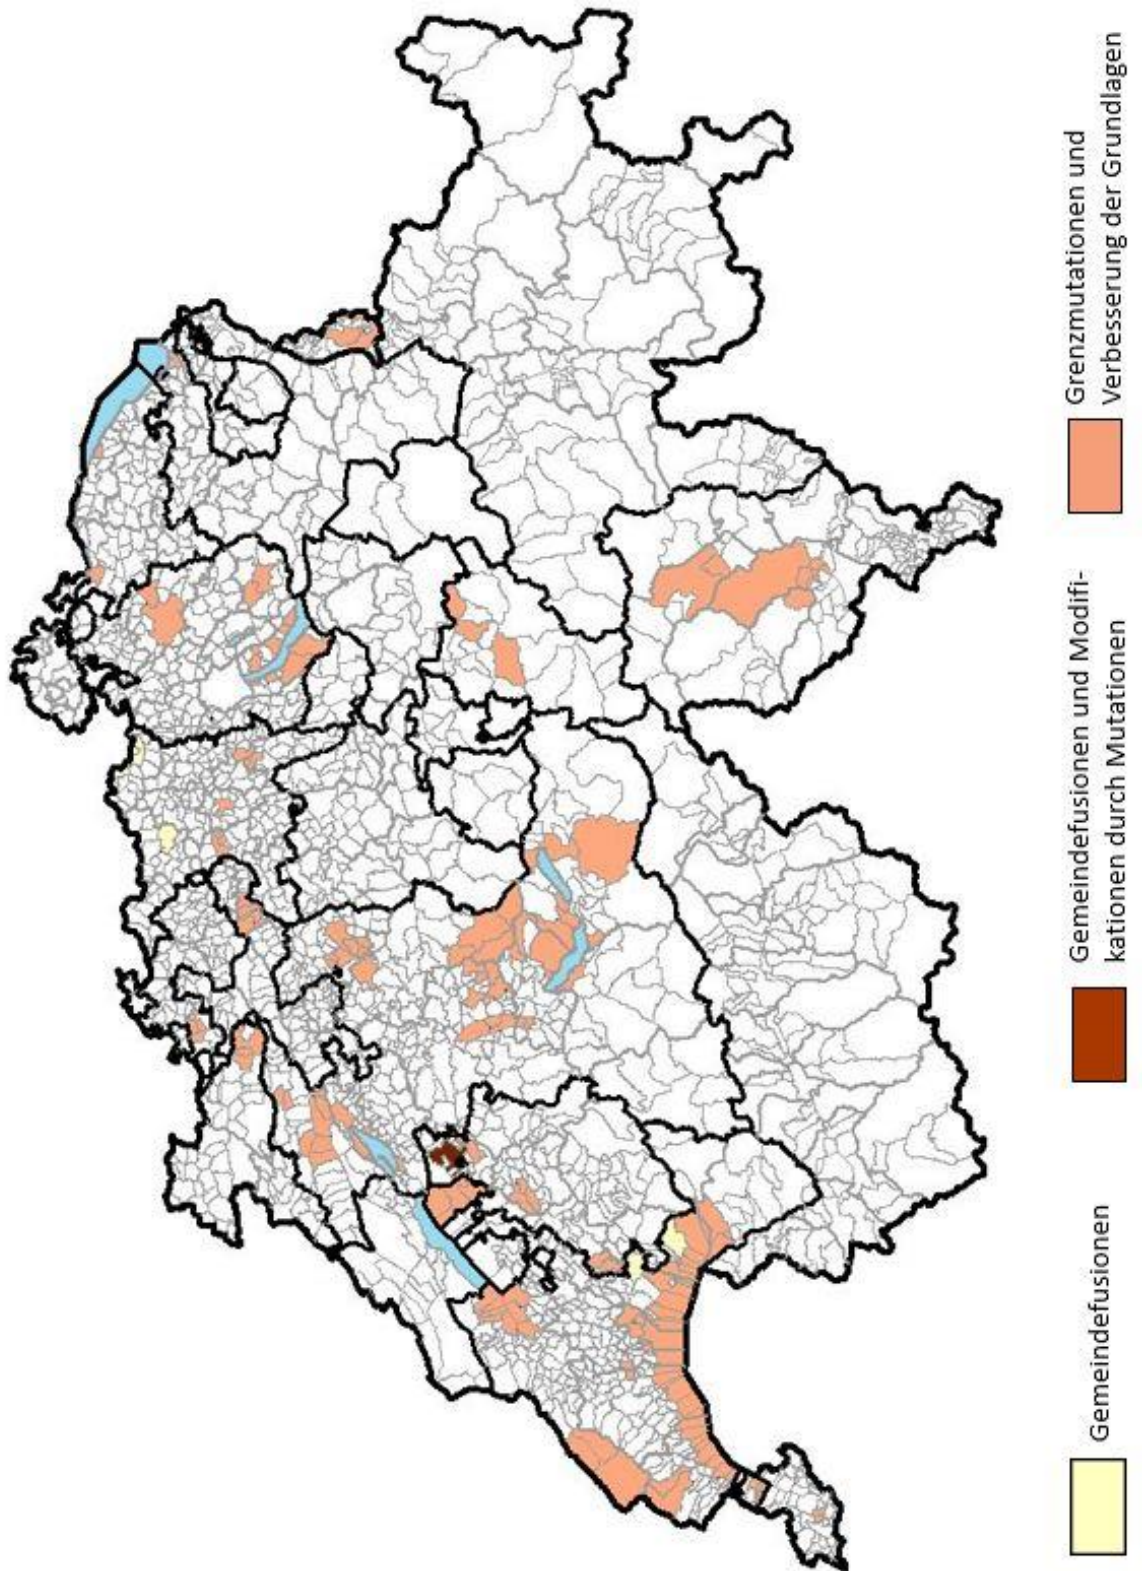 Gemeindefusionen
Gemeindefusionen und Modifi-
kationen durch Mutationen
Grenzmutationen und
Verbesserung der Grundlagen